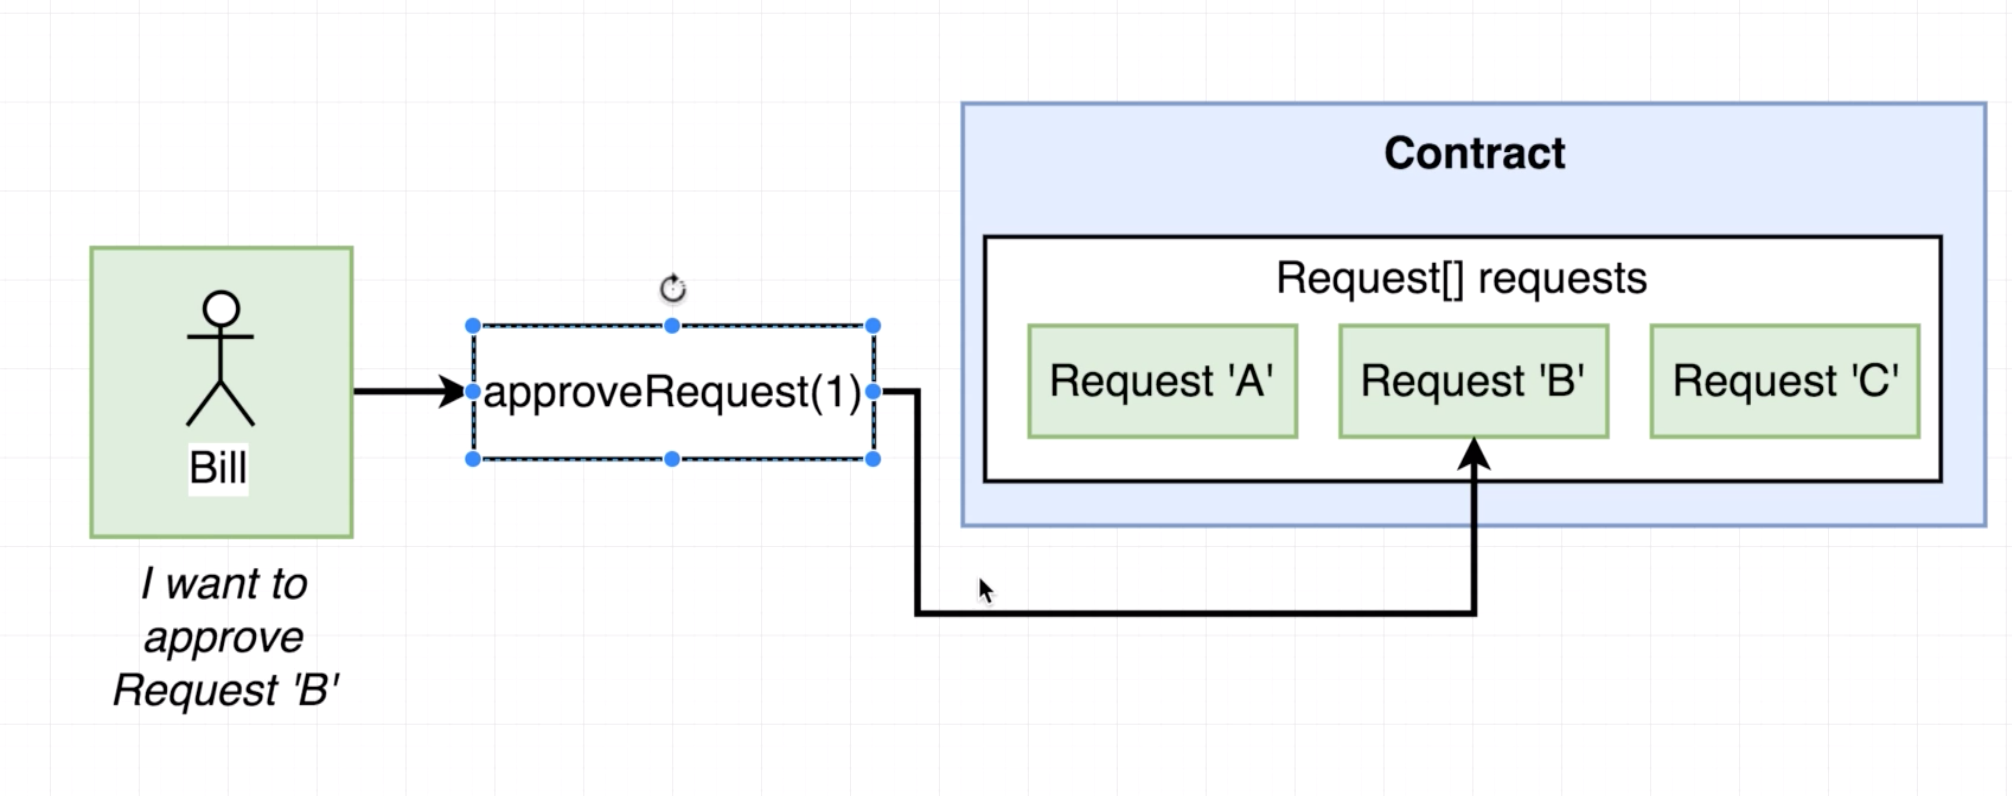 Contract
Request[] requests
Request 'A'
Request 'B'
Request 'C'
approveRequest(1)
Bill
I want to
approve
Request 'B'